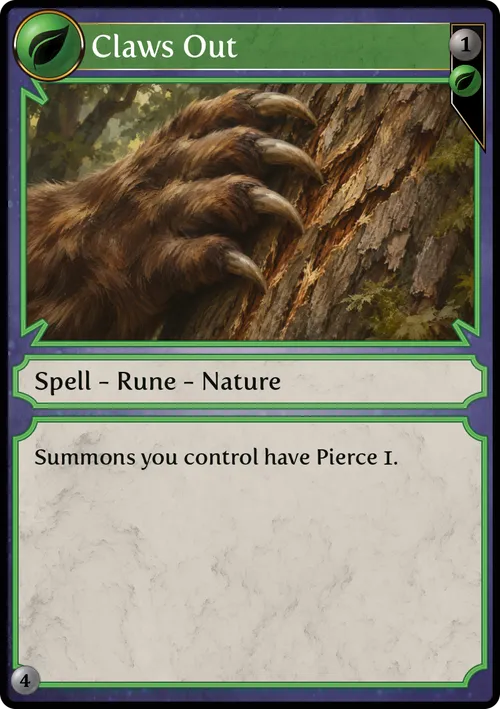 Claws Out
1
Spell - Rune - Nature
Summons you control have Pierce 1.
4